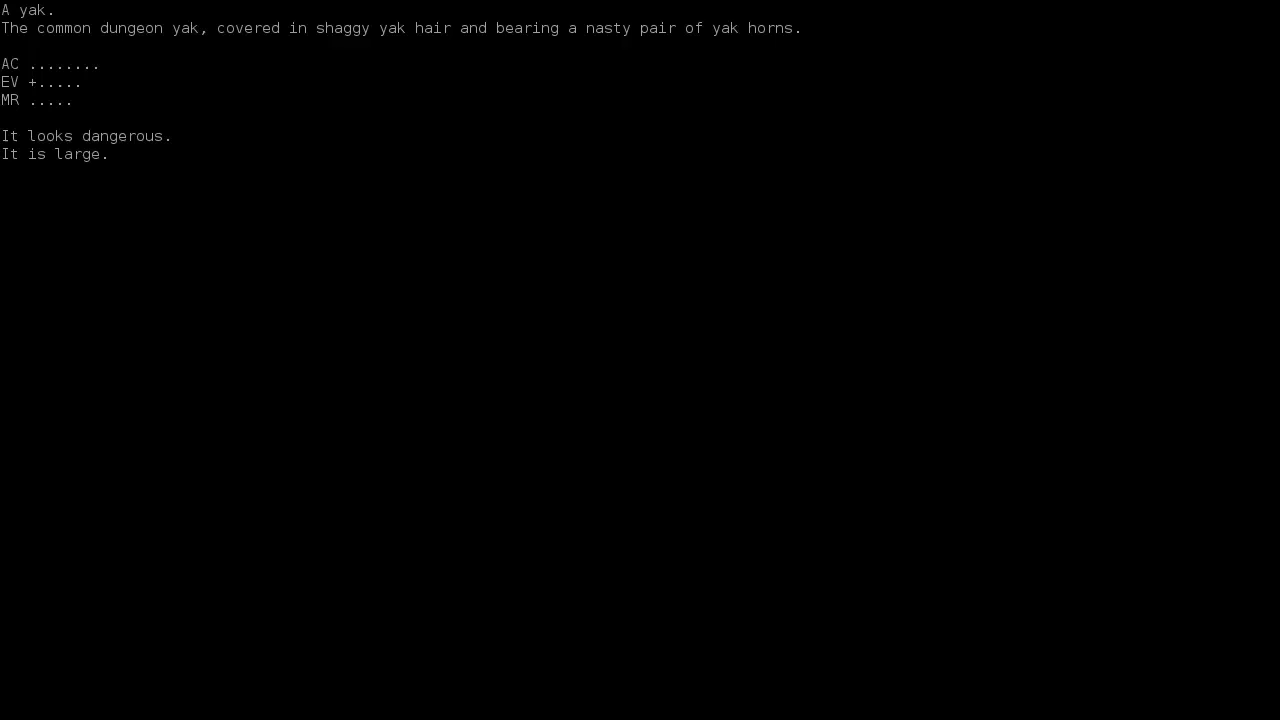 A yak.
The common dungeon yak, covered in shaggy yak hair and bearing a nasty pair of yak horns.
AC ........
EV +.....
MR .....
It looks dangerous.
It is large.